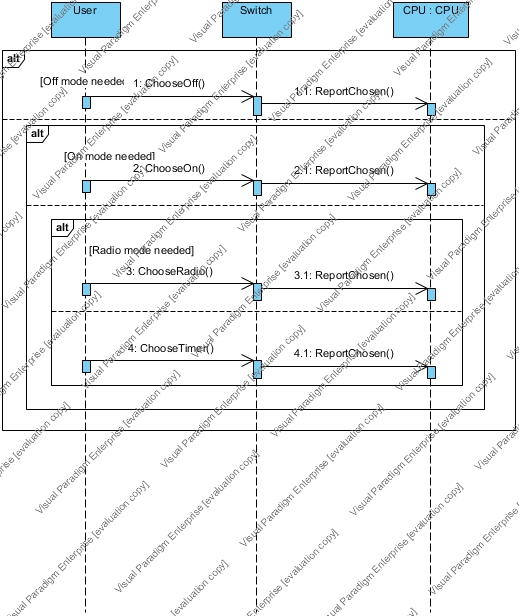 User
Switch
CPU : CPU
alt
[Off mode needed
1: ChooseOff()
1.1: ReportChosen()
alt
[On mode needed]
2: ChooseOn()
2.1: ReportChosen()
alt
[Radio mode needed]
3: ChooseRadio()
3.1: ReportChosen()
4: ChooseTimer()
4.1: ReportChosen()
Visual Paradigm Enterprise [evaluation copy]